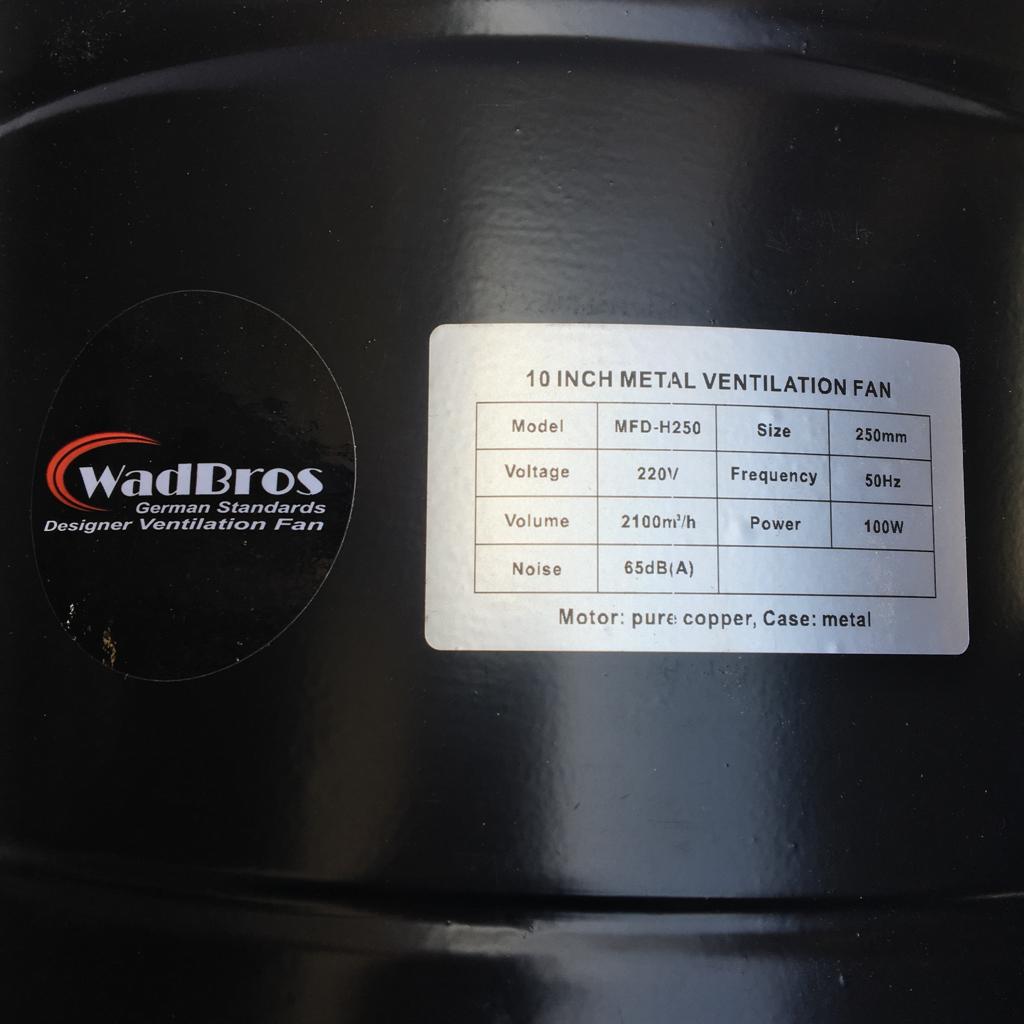 WadBros
German Standards
Designer Ventilation Fan
10 INCH METAL VENTILATION FAN
Model MFD-H250 Size 250mm
Voltage 220V Frequency 50Hz
Volume 2100m³/h Power 100W
Noise 65dB(A)
Motor: pure copper, Case: metal